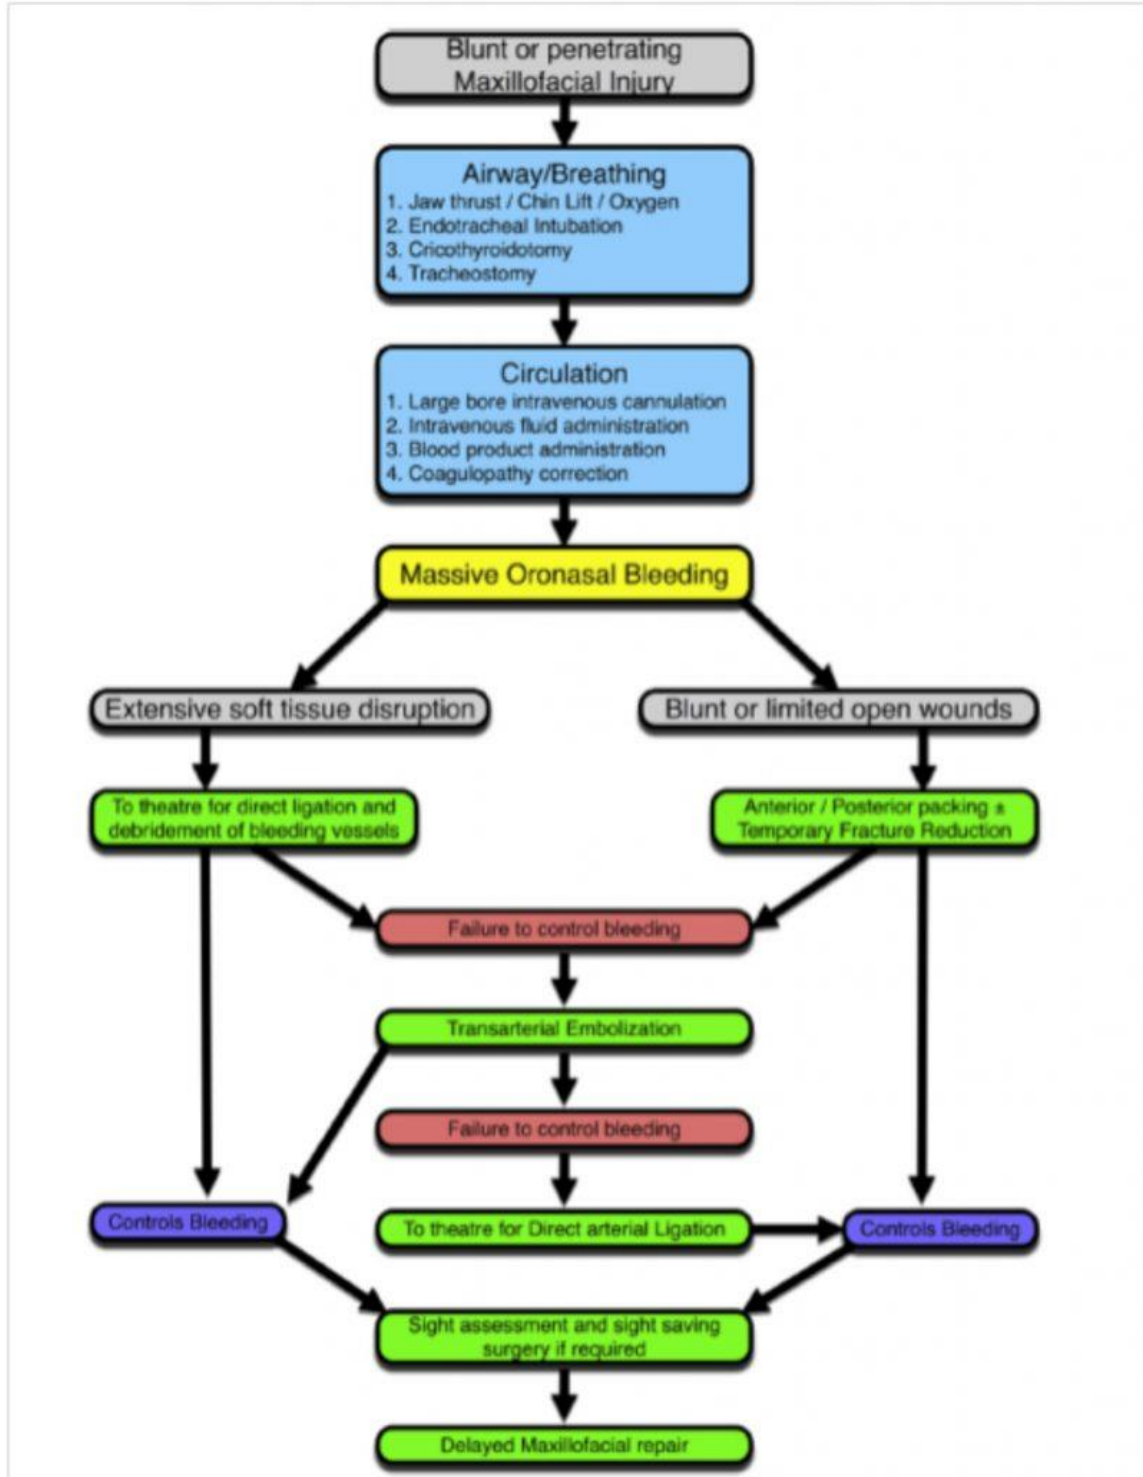 Blunt or penetrating
Maxillofacial Injury
Airway/Breathing
1. Jaw thrust / Chin Lift / Oxygen
2. Endotracheal Intubation
3. Cricothyroidotomy
4. Tracheostomy
Circulation
1. Large bore intravenous cannulation
2. Intravenous fluid administration
3. Blood product administration
4. Coagulopathy correction
Massive Oronasal Bleeding
Extensive soft tissue disruption
Blunt or limited open wounds
To theatre for direct ligation and
debridement of bleeding vessels
Anterior / Posterior packing ±
Temporary Fracture Reduction
Failure to control bleeding
Transarterial Embolization
Failure to control bleeding
Controls Bleeding
To theatre for Direct arterial Ligation
Controls Bleeding
Sight assessment and sight saving
surgery if required
Delayed Maxillofacial repair